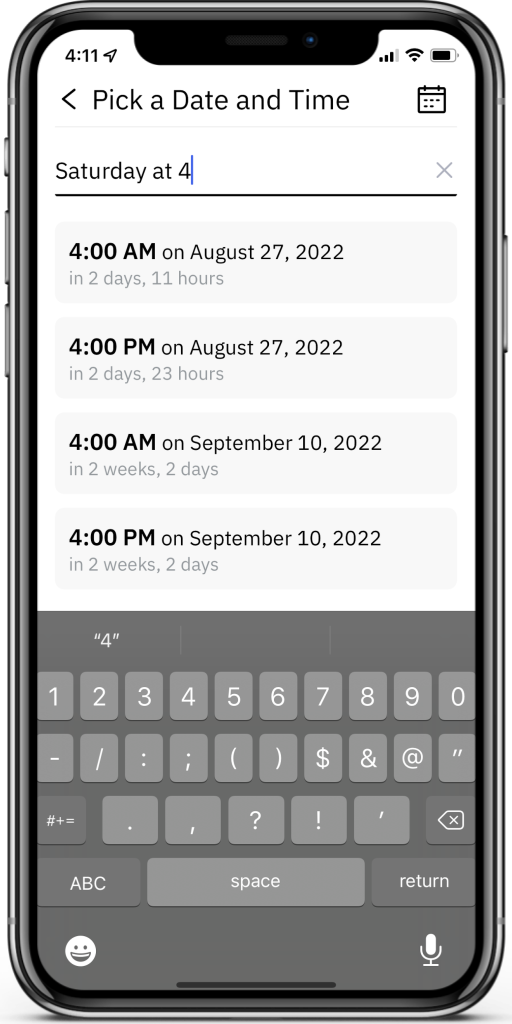 4:11
Pick a Date and Time
Saturday at 4
4:00 AM on August 27, 2022
in 2 days, 11 hours
4:00 PM on August 27, 2022
in 2 days, 23 hours
4:00 AM on September 10, 2022
in 2 weeks, 2 days
4:00 PM on September 10, 2022
in 2 weeks, 2 days
“4”
1 2 3 4 5 6 7 8 9 0
- / : ; ( ) $ & @ ”
#+= . , ? ! ’
ABC space return